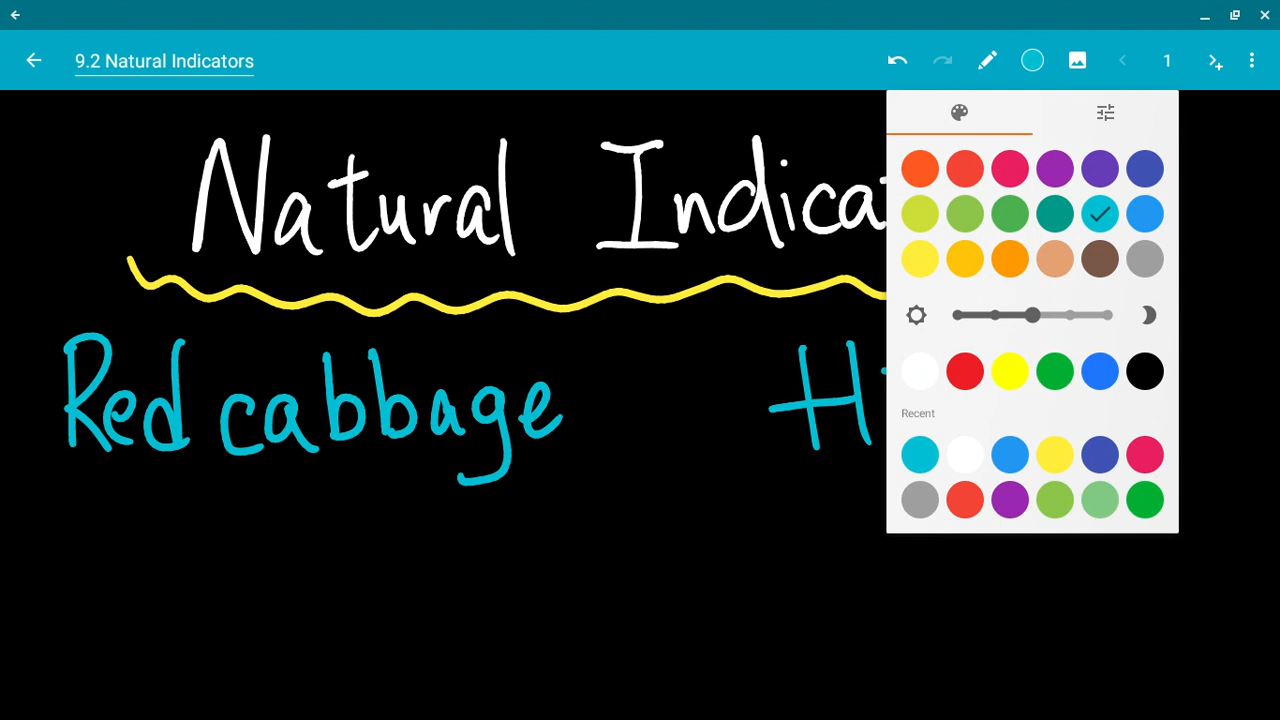 9.2 Natural Indicators
1
Natural Indica
Recent
Red cabbage H